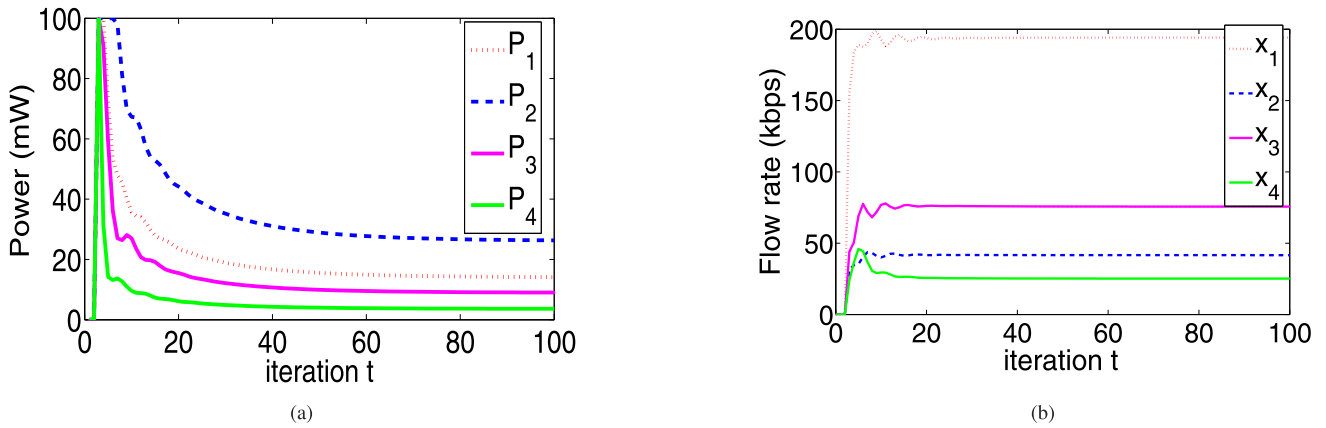 100
80
60
40
20
0
Power (mW)
P1
P2
P3
P4
0 20 40 60 80 100
iteration t
(a)
200
150
100
50
0
Flow rate (kbps)
x1
x2
x3
x4
0 20 40 60 80 100
iteration t
(b)